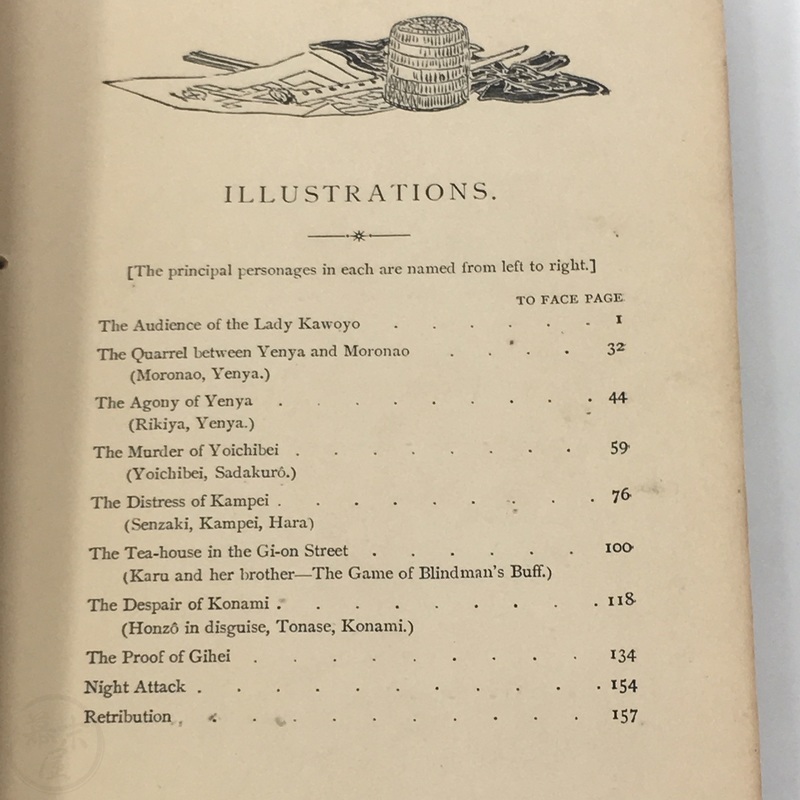 ILLUSTRATIONS.
[The principal personages in each are named from left to right.]
TO FACE PAGE
The Audience of the Lady Kawoyo . . . . . . 1
The Quarrel between Yenya and Moronao . . . . 32
(Moronao, Yenya.)
The Agony of Yenya . . . . . . . . . 44
(Rikiya, Yenya.)
The Murder of Yoichibei . . . . . . . . 59
(Yoichibei, Sadakurô.)
The Distress of Kampei . . . . . . . . . 76
(Senzaki, Kampei, Hara)
The Tea-house in the Gi-on Street . . . . . . 100
(Karu and her brother—The Game of Blindman's Buff.)
The Despair of Konami . . . . . . . . . 118
(Honzô in disguise, Tonase, Konami.)
The Proof of Gihei . . . . . . . . . 134
Night Attack . . . . . . . . . . . 154
Retribution . . . . . . . . . . . 157